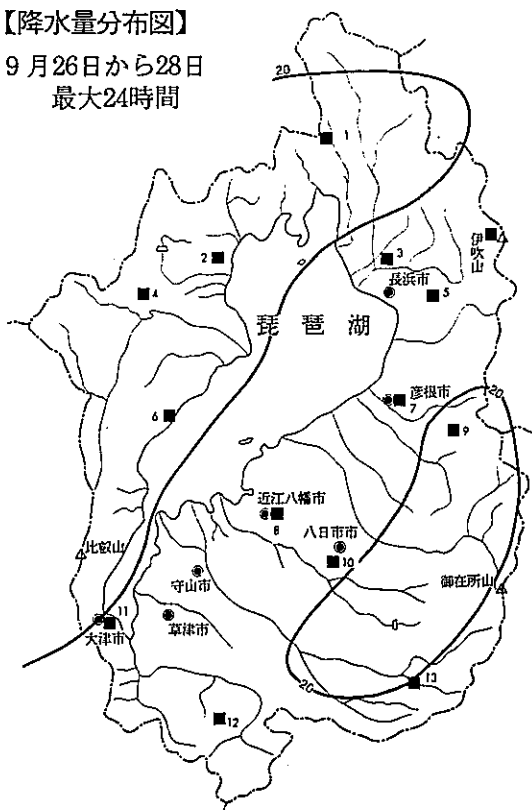 【降水量分布図】
9月26日から28日
最大24時間
20
1
2
3
伊吹山
4
長浜市
5
琵琶湖
彦根市
7
20
6
9
近江八幡市
8
八日市市
10
比叡山
守山市
御在所山
11
大津市
草津市
20
13
12